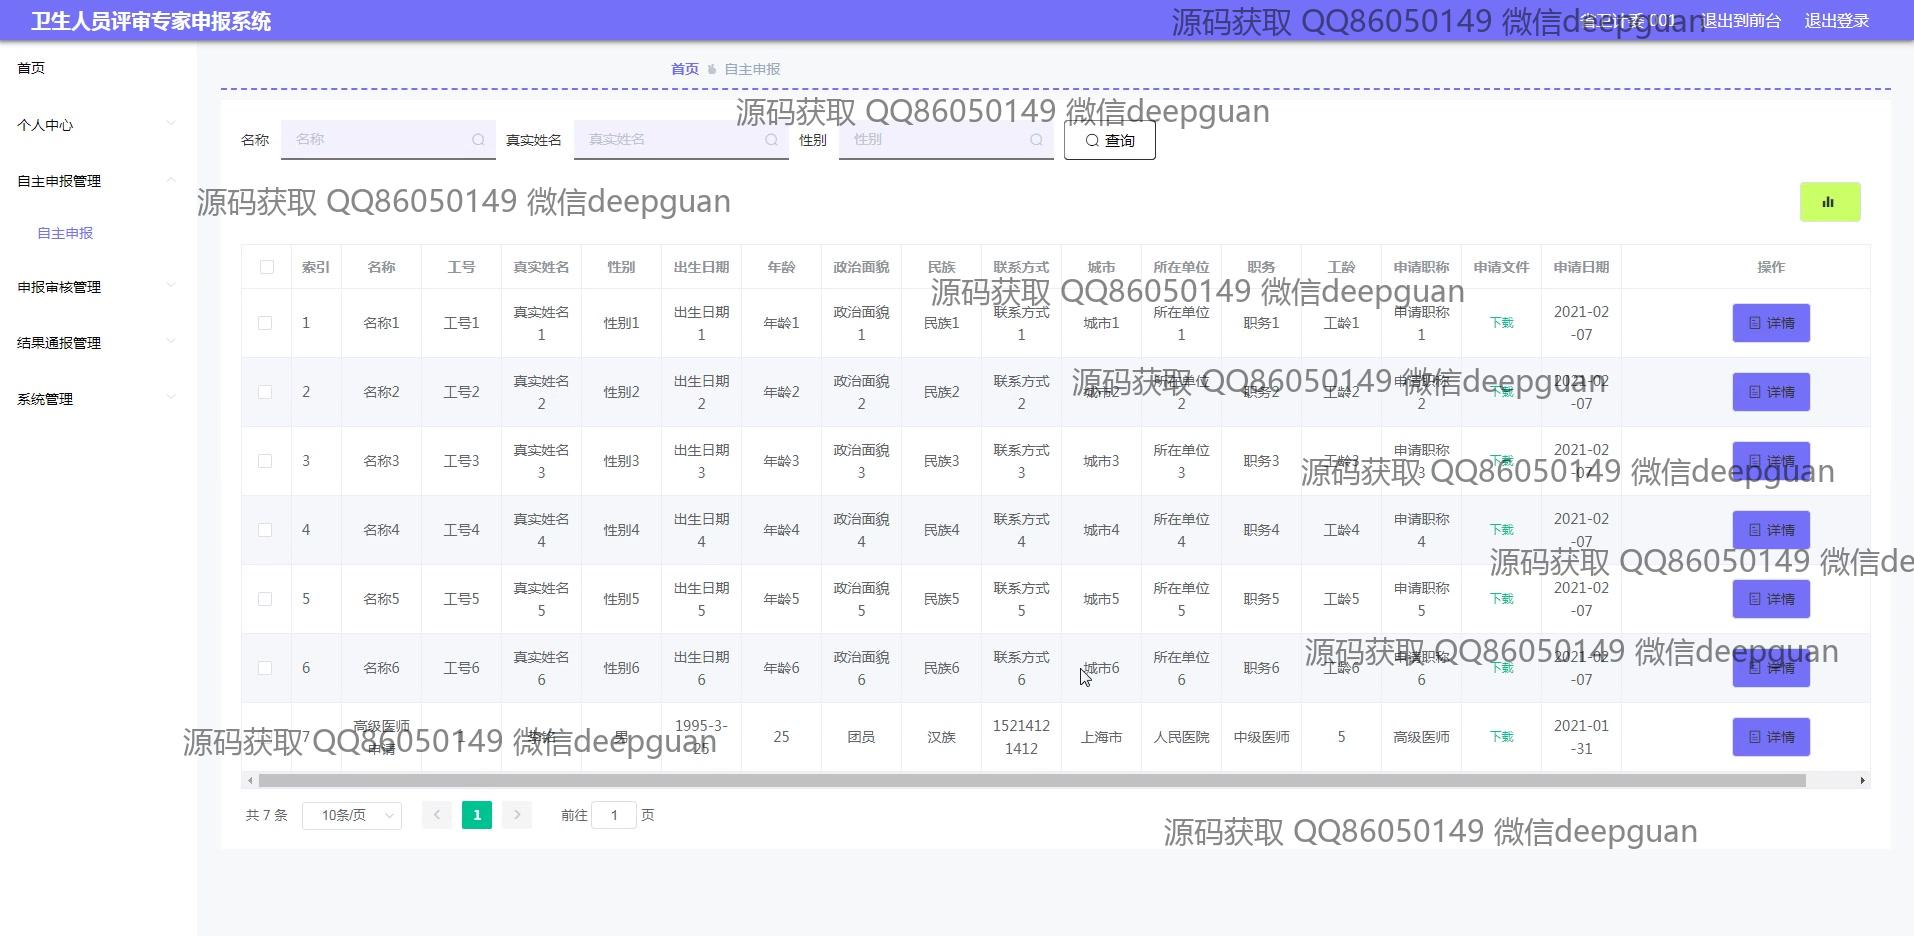 卫生人员评审专家申报系统
省卫计委 001 退出到前台 退出登录
源码获取 QQ86050149 微信deepguan
首页
个人中心
自主申报管理
自主申报
申报审核管理
结果通报管理
系统管理
首页 自主申报
源码获取 QQ86050149 微信deepguan
名称 名称 真实姓名 真实姓名 性别 性别 查询
源码获取 QQ86050149 微信deepguan
索引 名称 工号 真实姓名 性别 出生日期 年龄 政治面貌 民族 联系方式 城市 所在单位 职务 工龄 申请职称 申请文件 申请日期 操作
源码获取 QQ86050149 微信deepguan
1 名称1 工号1 真实姓名1 性别1 出生日期1 年龄1 政治面貌1 民族1 联系方式1 城市1 所在单位1 职务1 工龄1 申请职称1 下载 2021-02-07 详情
源码获取 QQ86050149 微信deepguan
2 名称2 工号2 真实姓名2 性别2 出生日期2 年龄2 政治面貌2 民族2 联系方式2 城市2 所在单位2 职务2 工龄2 申请职称2 下载 2021-02-07 详情
3 名称3 工号3 真实姓名3 性别3 出生日期3 年龄3 政治面貌3 民族3 联系方式3 城市3 所在单位3 职务3 工龄3 申请职称3 下载 2021-02-07 详情
源码获取 QQ86050149 微信deepguan
4 名称4 工号4 真实姓名4 性别4 出生日期4 年龄4 政治面貌4 民族4 联系方式4 城市4 所在单位4 职务4 工龄4 申请职称4 下载 2021-02-07 详情
源码获取 QQ86050149 微信de
5 名称5 工号5 真实姓名5 性别5 出生日期5 年龄5 政治面貌5 民族5 联系方式5 城市5 所在单位5 职务5 工龄5 申请职称5 下载 2021-02-07 详情
源码获取 QQ86050149 微信deepguan
6 名称6 工号6 真实姓名6 性别6 出生日期6 年龄6 政治面貌6 民族6 联系方式6 城市6 所在单位6 职务6 工龄6 申请职称6 下载 2021-02-07 详情
7 高级医师申请 1 男 1995-3-25 25 团员 汉族 15214121412 上海市 人民医院 中级医师 5 高级医师 下载 2021-01-31 详情
源码获取 QQ86050149 微信deepguan
共 7 条 10条/页 1 前往 1 页
源码获取 QQ86050149 微信deepguan